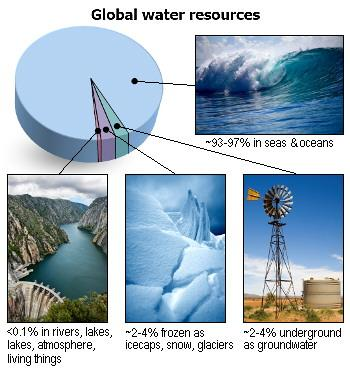 Global water resources
~93-97% in seas & oceans
<0.1% in rivers, lakes,
lakes, atmosphere,
living things
~2-4% frozen as
icecaps, snow, glaciers
~2-4% underground
as groundwater